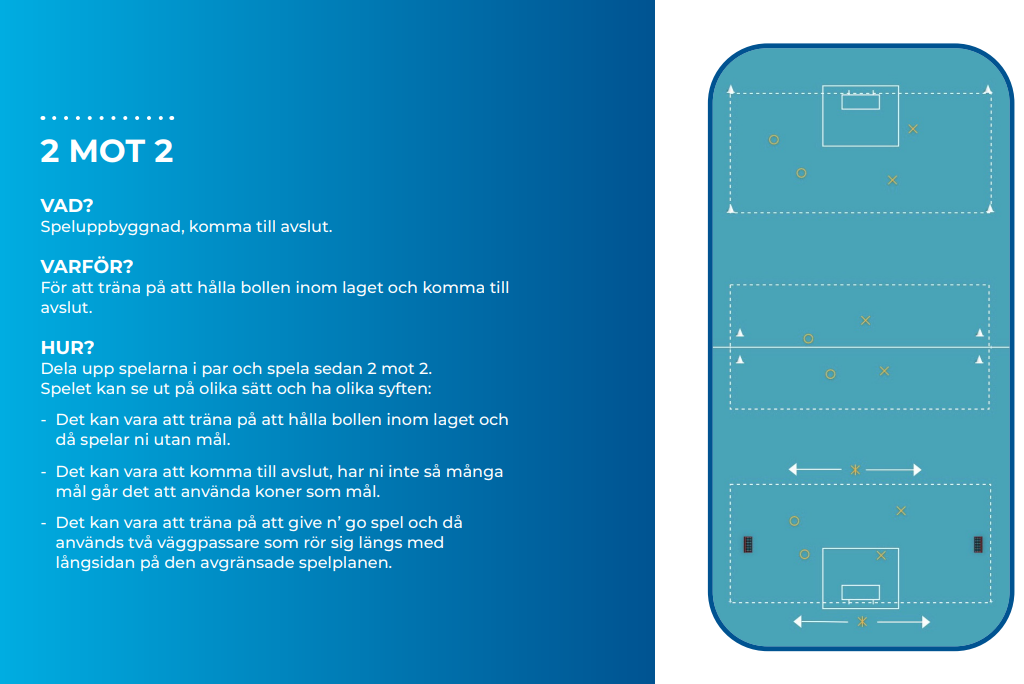 2 MOT 2
VAD?
Speluppbyggnad, komma till avslut.
VARFÖR?
För att träna på att hålla bollen inom laget och komma till
avslut.
HUR?
Dela upp spelarna i par och spela sedan 2 mot 2.
Spelet kan se ut på olika sätt och ha olika syften:
- Det kan vara att träna på att hålla bollen inom laget och
då spelar ni utan mål.
- Det kan vara att komma till avslut, har ni inte så många
mål går det att använda koner som mål.
- Det kan vara att träna på att give n’ go spel och då
används två väggpassare som rör sig längs med
långsidan på den avgränsade spelplanen.